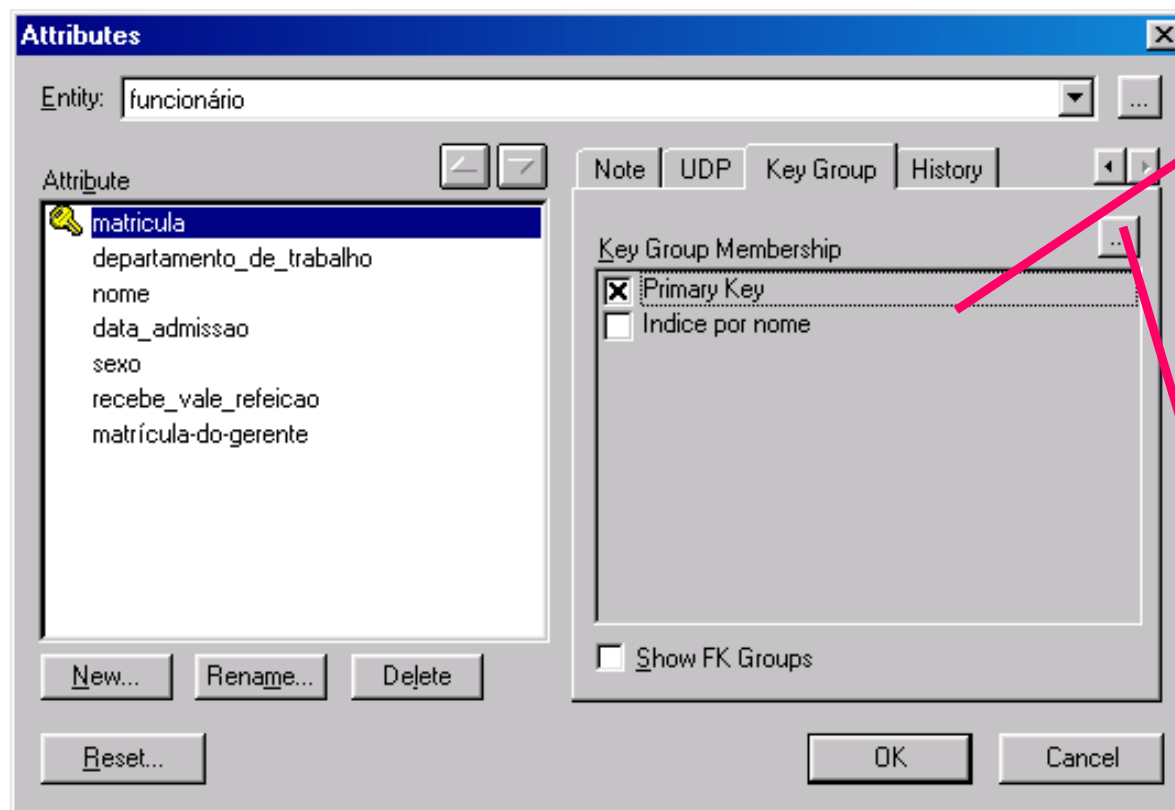 Attributes
Entity: funcionário ...
Attribute
matricula
departamento_de_trabalho
nome
data_admissao
sexo
recebe_vale_refeicao
matrícula-do-gerente
New... Rename... Delete
Reset...
Note UDP Key Group History
Key Group Membership ...
Primary Key
Indice por nome
Show FK Groups
OK Cancel